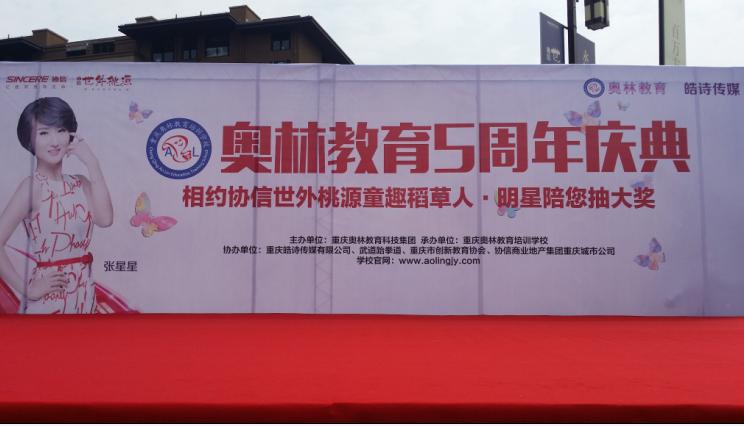 SINCERE 协信
世外桃源
奥林教育
皓诗传媒
百万
奥林教育5周年庆典
相约协信世外桃源童趣稻草人·明星陪您抽大奖
张星星
主办单位：重庆奥林教育科技集团 承办单位：重庆奥林教育培训学校
协办单位：重庆皓诗传媒有限公司、武道跆拳道、重庆市创新教育协会、协信商业地产集团重庆城市公司
学校官网：www.aolingjy.com